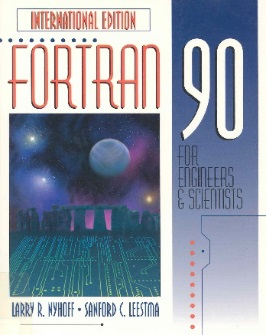 INTERNATIONAL EDITION
FORTRAN 90
FOR
ENGINEERS
& SCIENTISTS
LARRY R. NYHOFF • SANFORD C. LEESTMA